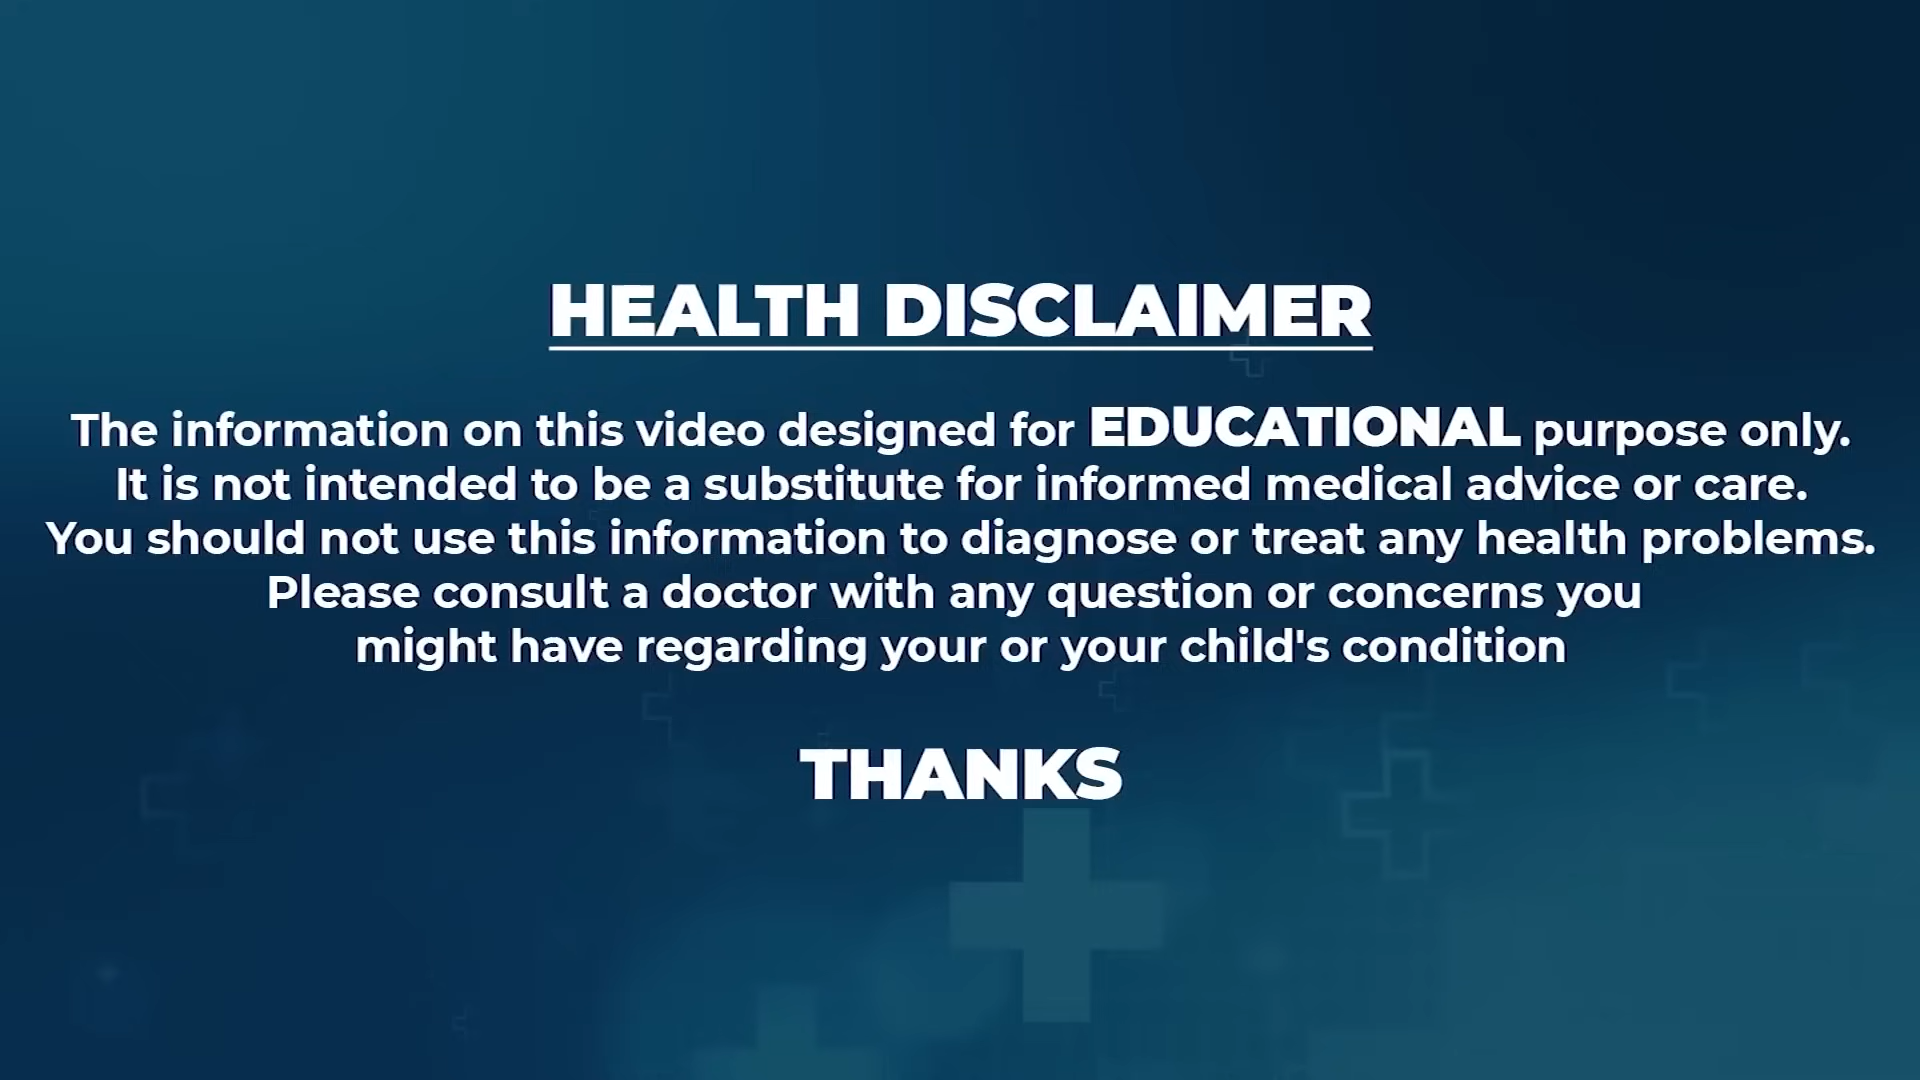 HEALTH DISCLAIMER
The information on this video designed for EDUCATIONAL purpose only.
It is not intended to be a substitute for informed medical advice or care.
You should not use this information to diagnose or treat any health problems.
Please consult a doctor with any question or concerns you
might have regarding your or your child's condition
THANKS